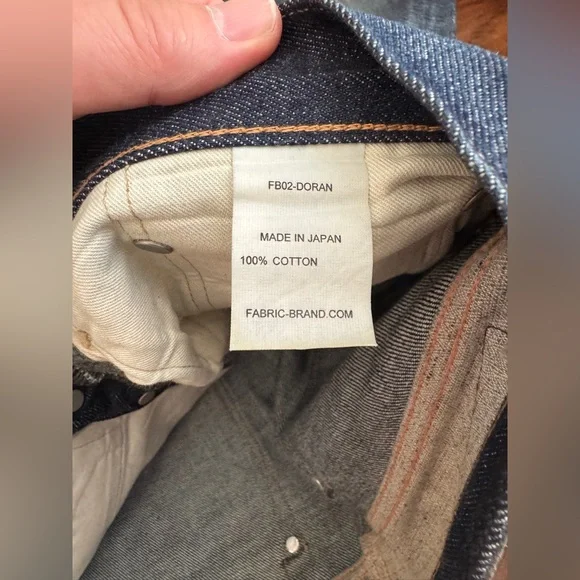 FB02-DORAN
MADE IN JAPAN
100% COTTON
FABRIC-BRAND.COM